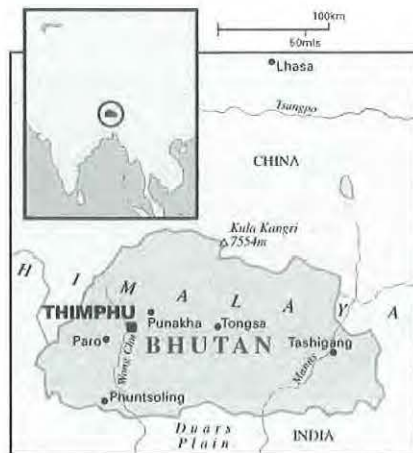 100km
50mls
Lhasa
Tsangpo
CHINA
Kula Kangri
7554m
H I M A L A Y A
THIMPHU
Punakha
Tongsa
Paro
BHUTAN
Tashigang
Wong Chu
Manas
Phuntsoling
Duars
Plain
INDIA